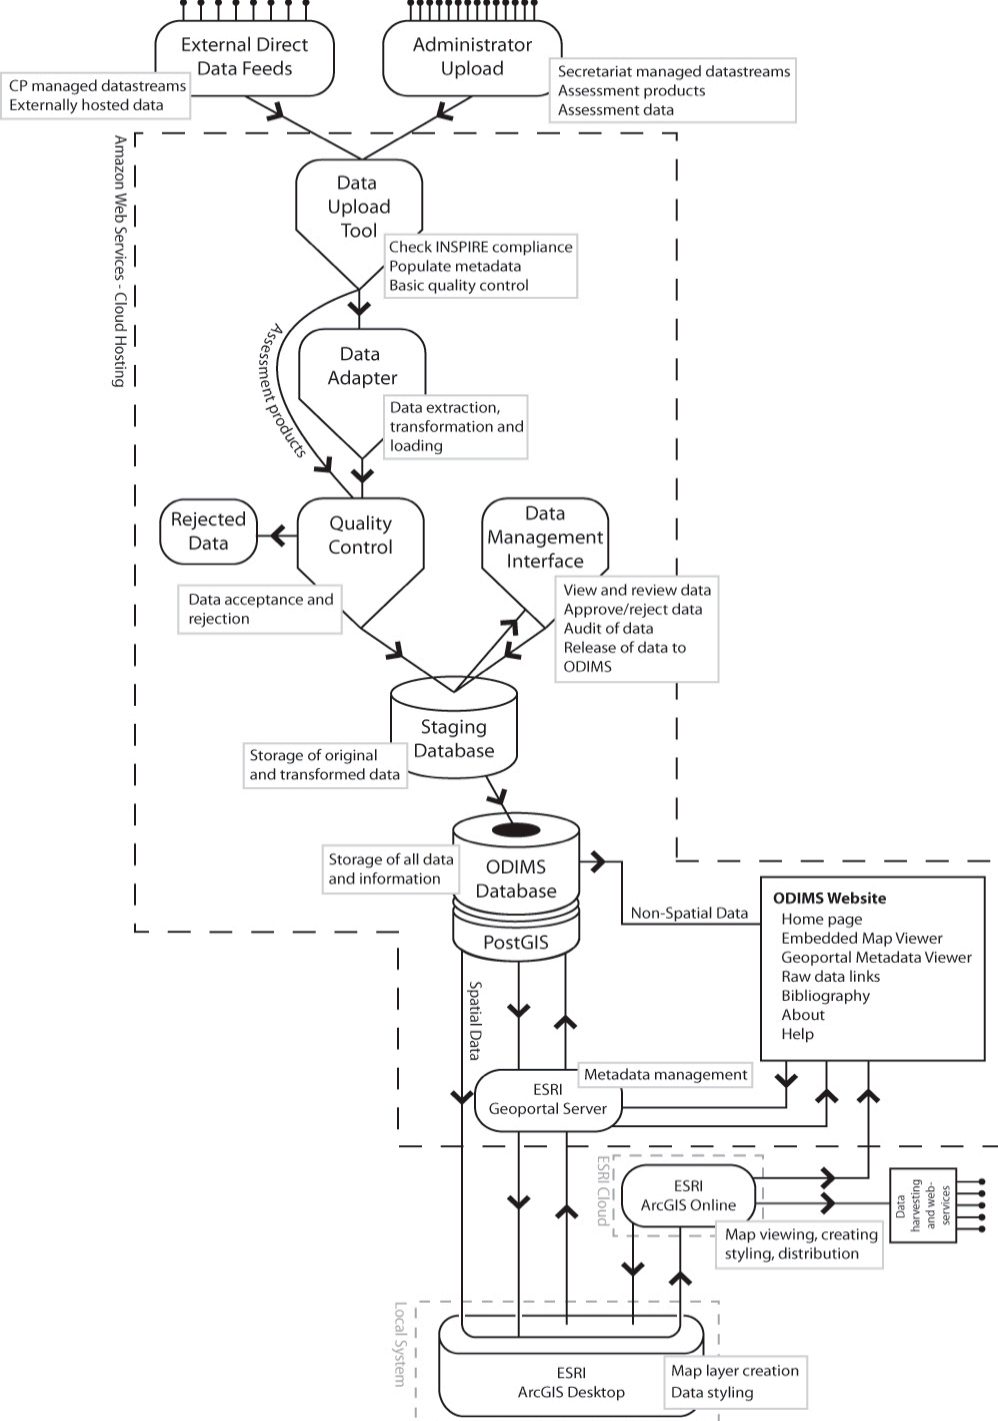 External Direct
Data Feeds
Administrator
Upload
CP managed datastreams
Externally hosted data
Secretariat managed datastreams
Assessment products
Assessment data
Amazon Web Services - Cloud Hosting
Data
Upload
Tool
Check INSPIRE compliance
Populate metadata
Basic quality control
Assessment products
Data
Adapter
Data extraction,
transformation and
loading
Rejected
Data
Quality
Control
Data
Management
Interface
Data acceptance and
rejection
View and review data
Approve/reject data
Audit of data
Release of data to
ODIMS
Staging
Database
Storage of original
and transformed data
Storage of all data
and information
ODIMS
Database
PostGIS
Non-Spatial Data
ODIMS Website
Home page
Embedded Map Viewer
Geoportal Metadata Viewer
Raw data links
Bibliography
About
Help
Spatial Data
Metadata management
ESRI
Geoportal Server
ESRI Cloud
ESRI
ArcGIS Online
Data
harvesting
and web-
services
Map viewing, creating
styling, distribution
Local System
ESRI
ArcGIS Desktop
Map layer creation
Data styling